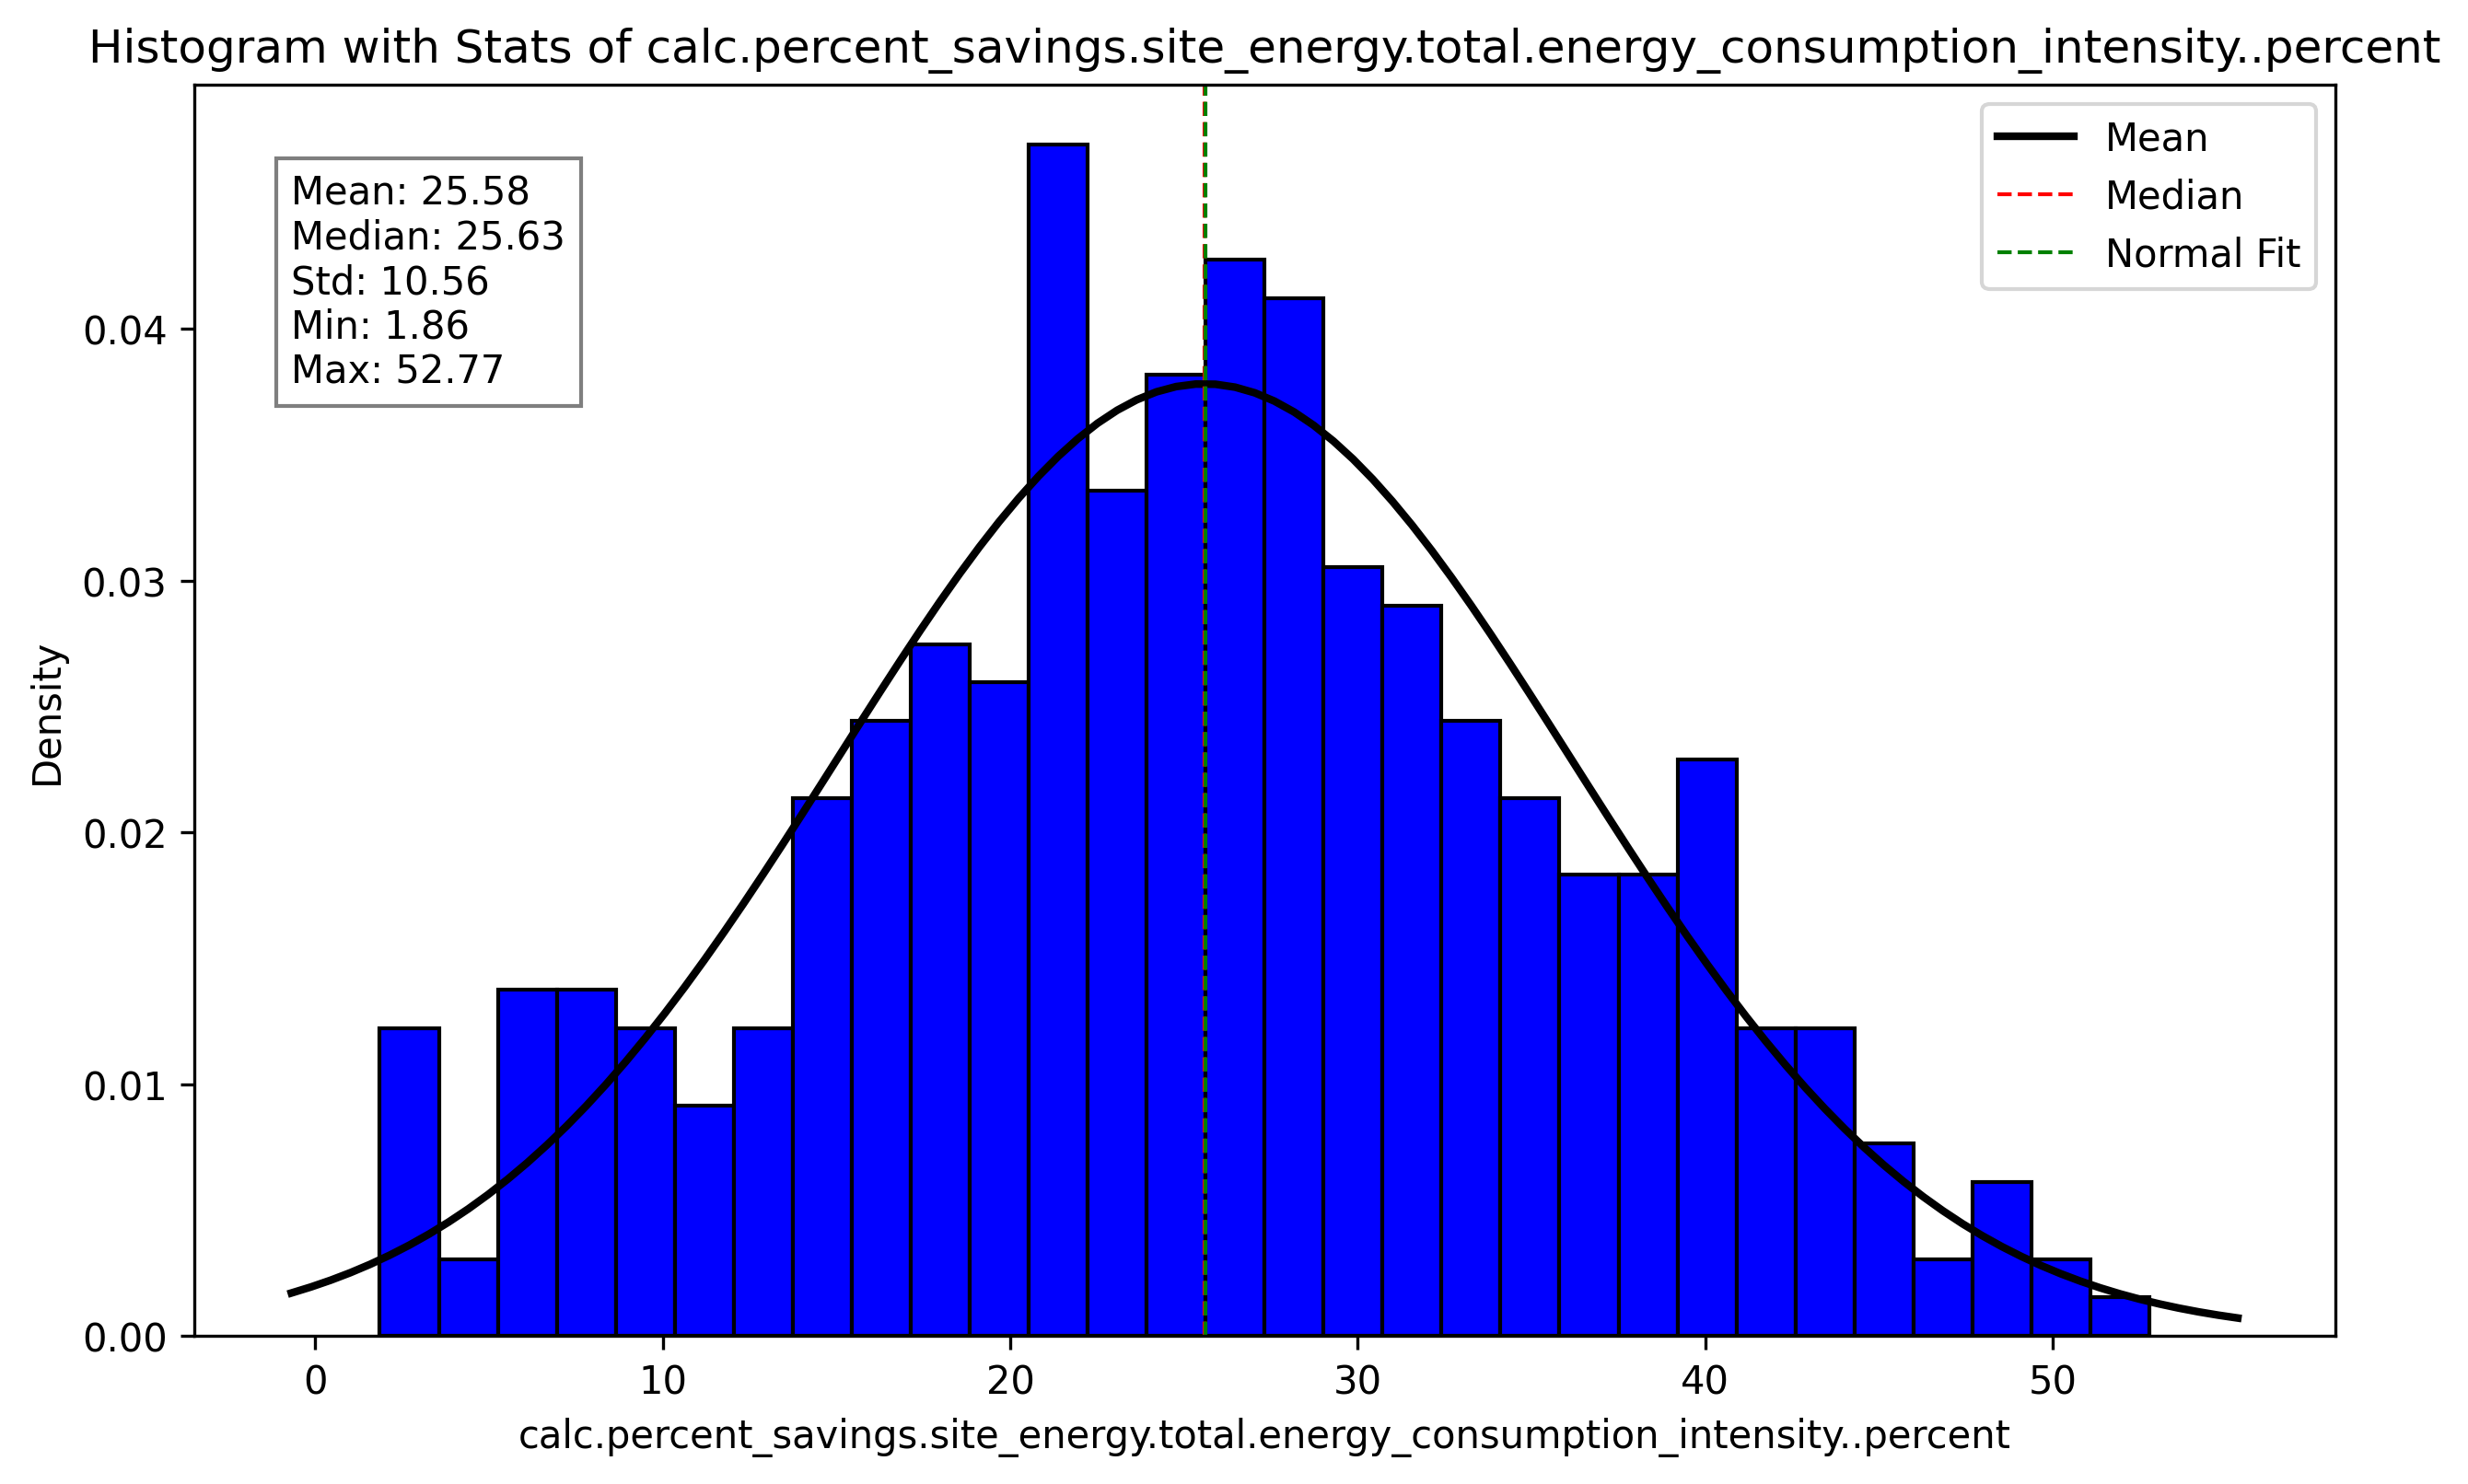 Histogram with Stats of calc.percent_savings.site_energy.total.energy_consumption_intensity..percent
Mean: 25.58
Median: 25.63
Std: 10.56
Min: 1.86
Max: 52.77
Mean
Median
Normal Fit
Density
0.04
0.03
0.02
0.01
0.00
0 10 20 30 40 50
calc.percent_savings.site_energy.total.energy_consumption_intensity..percent